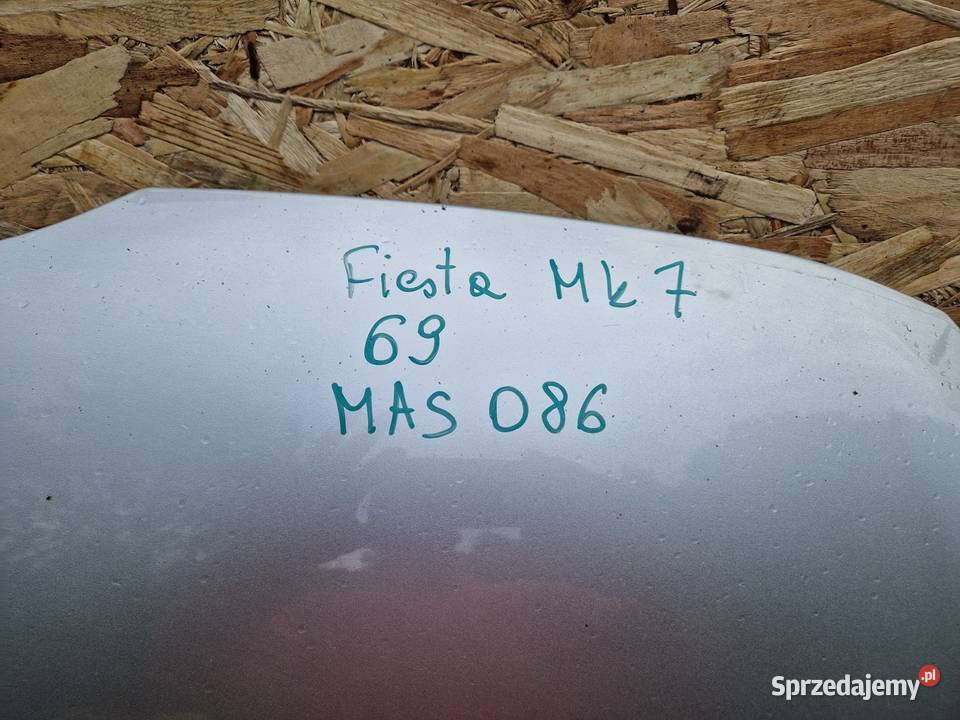 Fiesta Mk7
69
MAS 086
Sprzedajemy.pl